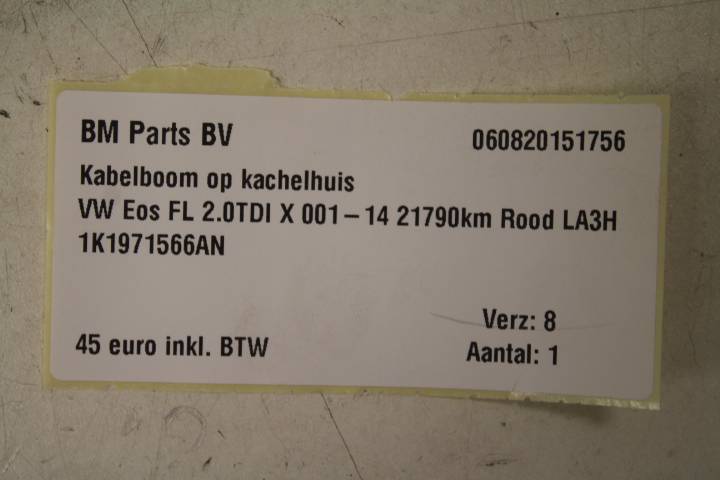 BM Parts BV 060820151756
Kabelboom op kachelhuis
VW Eos FL 2.0TDI X 001-14 21790km Rood LA3H
1K1971566AN
Verz: 8
45 euro inkl. BTW Aantal: 1